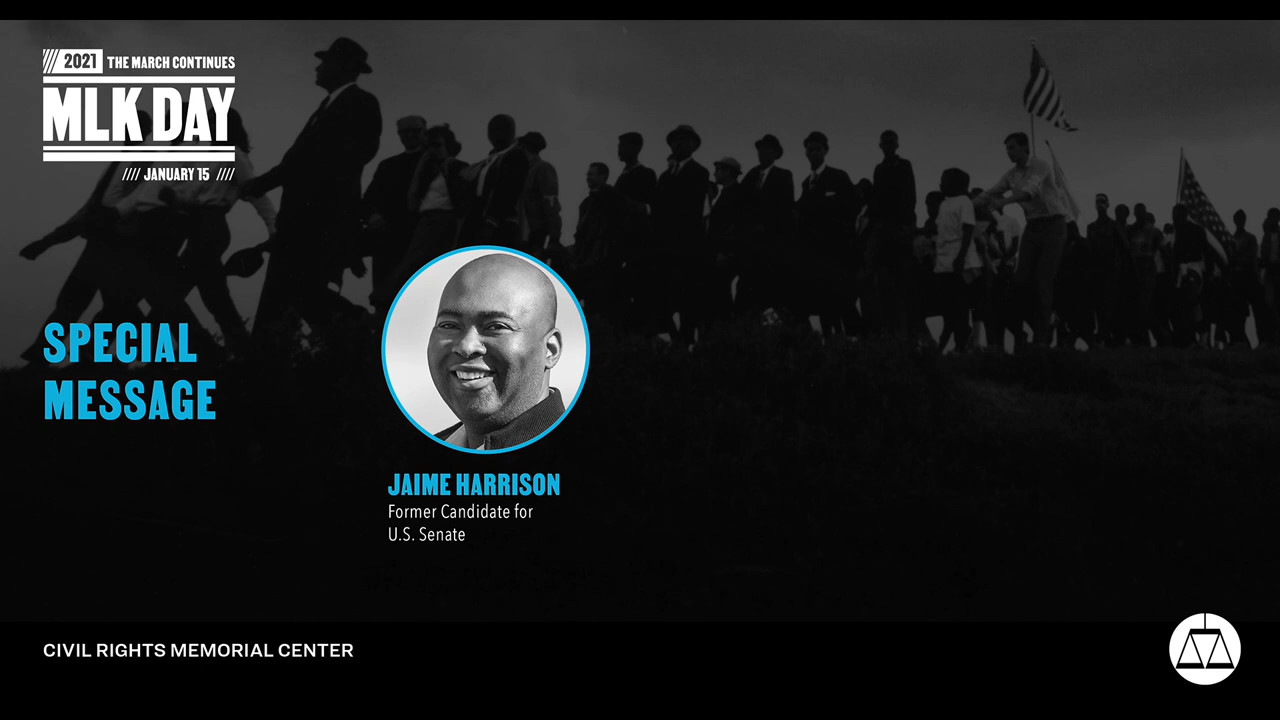 2021 THE MARCH CONTINUES
MLK DAY
//// JANUARY 15 ////
SPECIAL
MESSAGE
JAIME HARRISON
Former Candidate for
U.S. Senate
CIVIL RIGHTS MEMORIAL CENTER